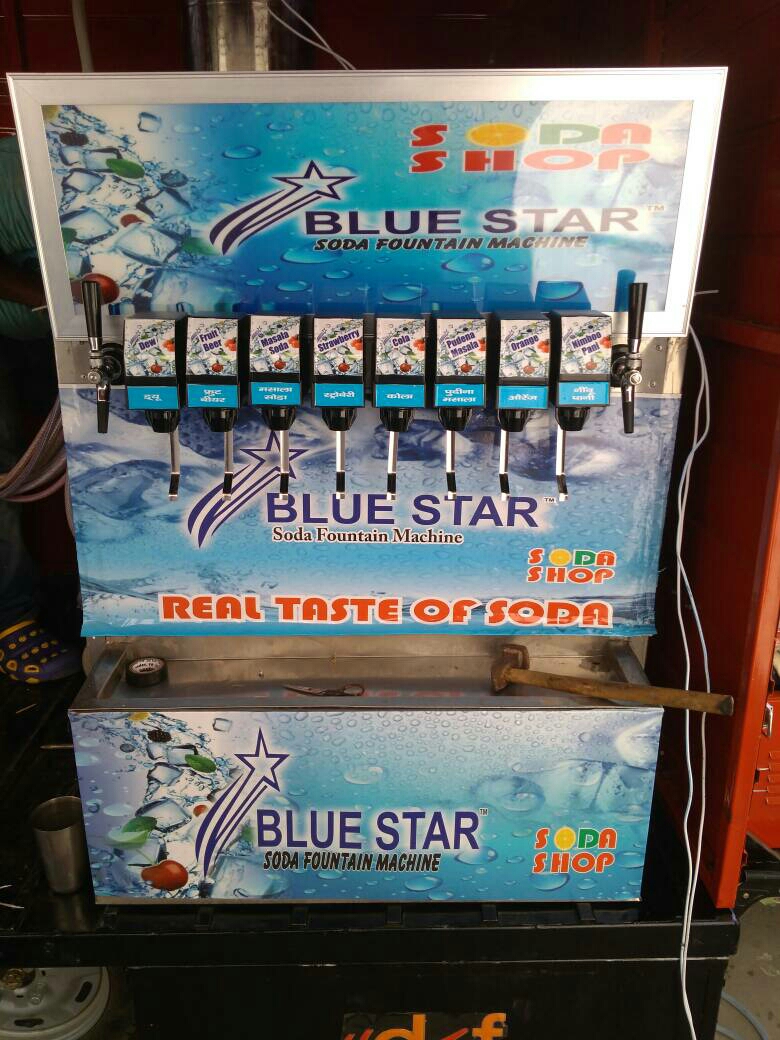 SODA
SHOP
BLUE STAR™
SODA FOUNTAIN MACHINE
Dew
ड्यू
Fruit
Beer
फ्रुट
बीयर
Masala
Soda
मसाला
सोडा
Strawberry
स्ट्रोबेरी
Cola
कोला
Pudena
Masala
पुदीना
मसाला
Orange
ऑरेंज
Nimboo
Pani
नींबू
पानी
BLUE STAR™
Soda Fountain Machine
SODA
SHOP
REAL TASTE OF SODA
BLUE STAR™
SODA FOUNTAIN MACHINE
SODA
SHOP